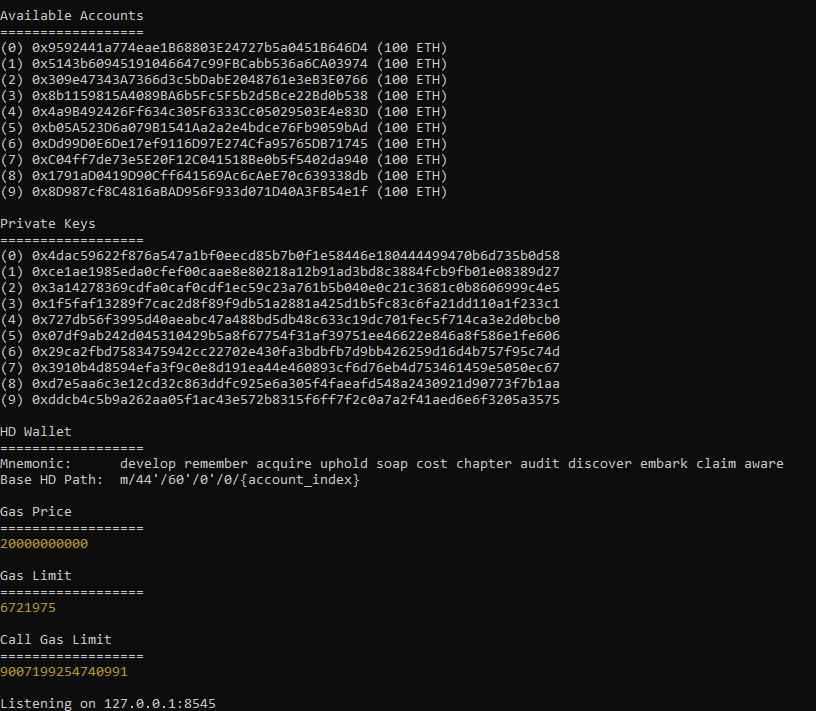 Available Accounts
==================
(0) 0x9592441a774eae1B68803E24727b5a0451B646D4 (100 ETH)
(1) 0x5143b60945191046647c99FBCabb536a6CA03974 (100 ETH)
(2) 0x309e47343A7366d3c5bDabE2048761e3eB3E0766 (100 ETH)
(3) 0x8b1159815A4089BA6b5Fc5F5b2d5Bce22Bd0b538 (100 ETH)
(4) 0x4a9B492426Ff634c305F6333Cc05029503E4e83D (100 ETH)
(5) 0xb05A523D6a079B1541Aa2a2e4bdce76Fb9059bAd (100 ETH)
(6) 0xDd99D0E6De17ef9116D97E274Cfa95765DB71745 (100 ETH)
(7) 0xC04ff7de73e5E20F12C041518Be0b5f5402da940 (100 ETH)
(8) 0x1791aD0419D90Cff641569Ac6cAeE70c639338db (100 ETH)
(9) 0x8D987cf8C4816aBAD956F933d071D40A3FB54e1f (100 ETH)
Private Keys
==================
(0) 0x4dac59622f876a547a1bf0eecd85b7b0f1e58446e180444499470b6d735b0d58
(1) 0xce1ae1985eda0cfef00caae8e80218a12b91ad3bd8c3884fcb9fb01e08389d27
(2) 0x3a14278369cdfa0caf0cdf1ec59c23a761b5b040e0c21c3681c0b8606999c4e5
(3) 0x1f5faf13289f7cac2d8f89f9db51a2881a425d1b5fc83c6fa21dd110a1f233c1
(4) 0x727db56f3995d40aeabc47a488bd5db48c633c19dc701fec5f714ca3e2d0bcb0
(5) 0x07df9ab242d045310429b5a8f67754f31af39751ee46622e846a8f586e1fe606
(6) 0x29ca2fbd7583475942cc22702e430fa3bdbfb7d9bb426259d16d4b757f95c74d
(7) 0x3910b4d8594efa3f9c0e8d191ea44e460893cf6d76eb4d753461459e5050ec67
(8) 0xd7e5aa6c3e12cd32c863ddfc925e6a305f4faeafd548a2430921d90773f7b1aa
(9) 0xddcb4c5b9a262aa05f1ac43e572b8315f6ff7f2c0a7a2f41aed6e6f3205a3575
HD Wallet
==================
Mnemonic:      develop remember acquire uphold soap cost chapter audit discover embark claim aware
Base HD Path:  m/44'/60'/0'/0/{account_index}
Gas Price
==================
20000000000
Gas Limit
==================
6721975
Call Gas Limit
==================
9007199254740991
Listening on 127.0.0.1:8545